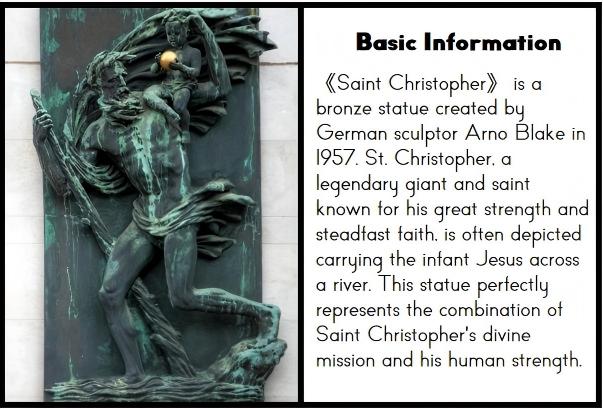 Basic Information
《Saint Christopher》 is a
bronze statue created by
German sculptor Arno Blake in
1957. St. Christopher, a
legendary giant and saint
known for his great strength and
steadfast faith, is often depicted
carrying the infant Jesus across
a river. This statue perfectly
represents the combination of
Saint Christopher's divine
mission and his human strength.